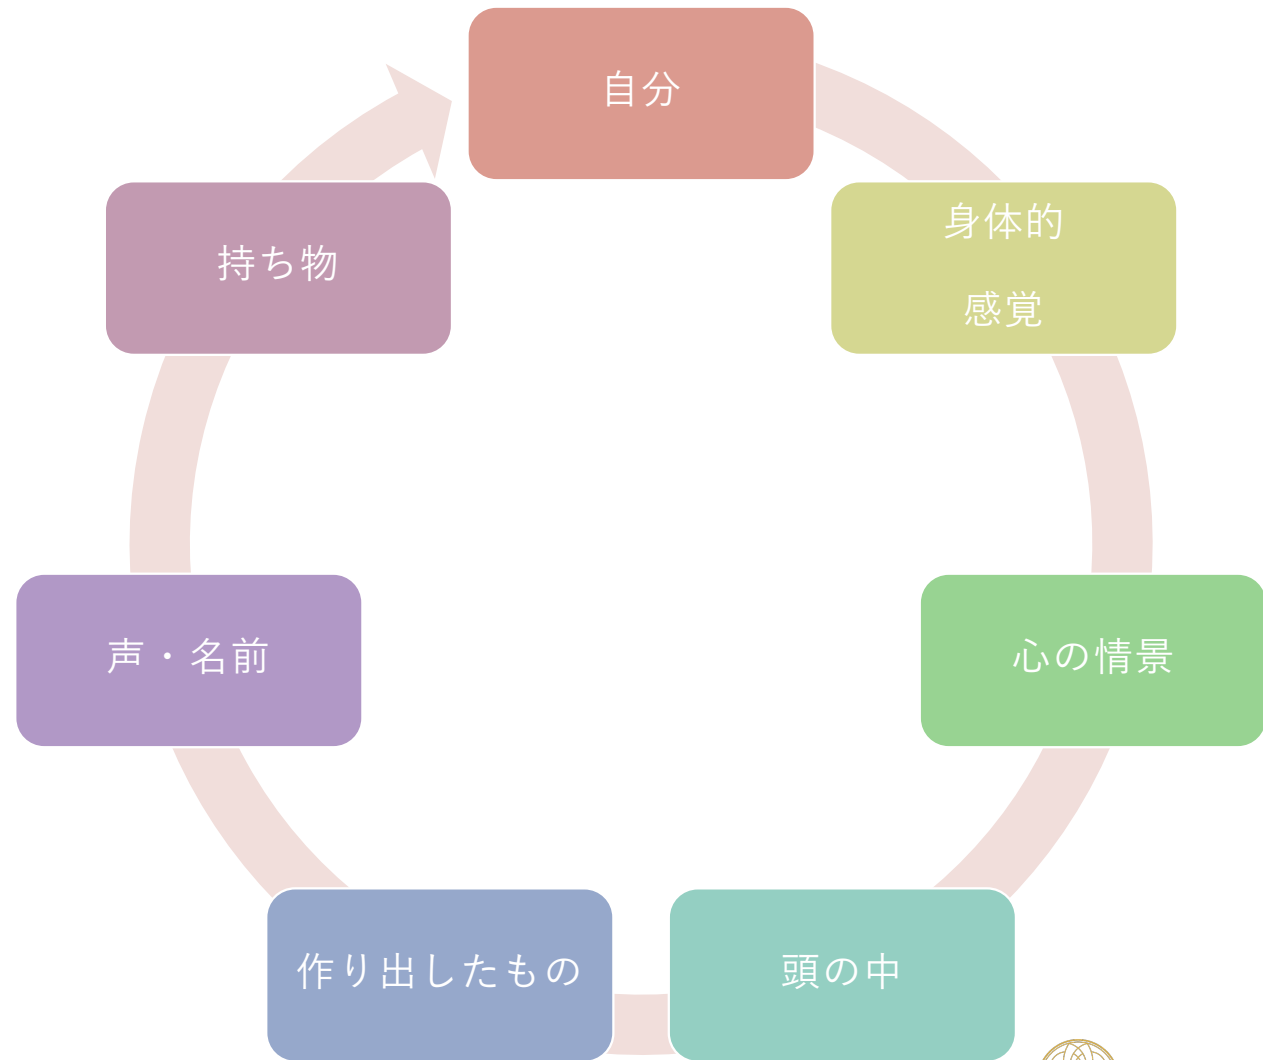 自分
身体的
感覚
心の情景
頭の中
作り出したもの
声・名前
持ち物